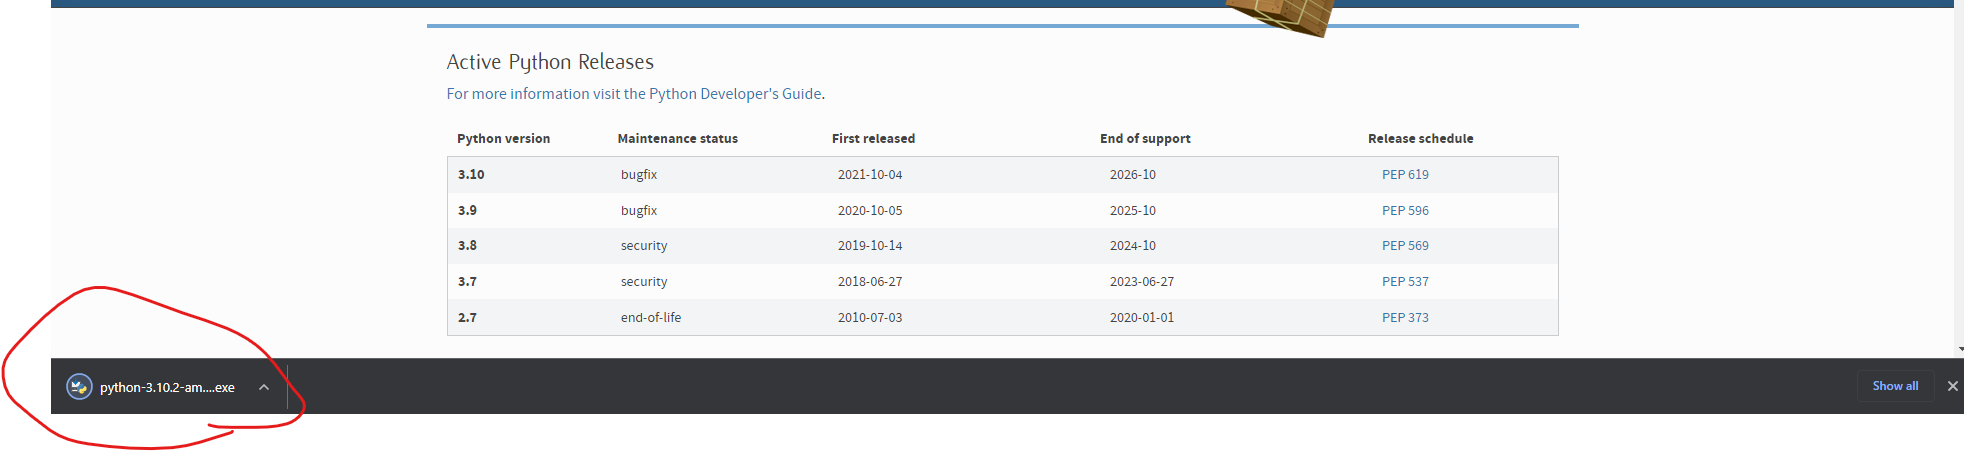 Active Python Releases
For more information visit the Python Developer's Guide.
Python version Maintenance status First released End of support Release schedule
3.10 bugfix 2021-10-04 2026-10 PEP 619
3.9 bugfix 2020-10-05 2025-10 PEP 596
3.8 security 2019-10-14 2024-10 PEP 569
3.7 security 2018-06-27 2023-06-27 PEP 537
2.7 end-of-life 2010-07-03 2020-01-01 PEP 373
python-3.10.2-am....exe Show all